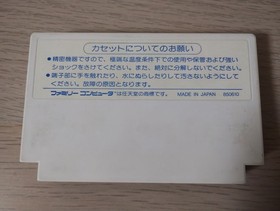 カセットについてのお願い
●精密機器ですので、極端な温度条件下での使用や保管および強い
ショックをさけてください。また、絶対に分解しないでください。
●端子部に手を触れたり、水にぬらしたりして汚さないようにして
ください。故障の原因となります。
ファミリーコンピュータ は任天堂の商標です。 MADE IN JAPAN 850610